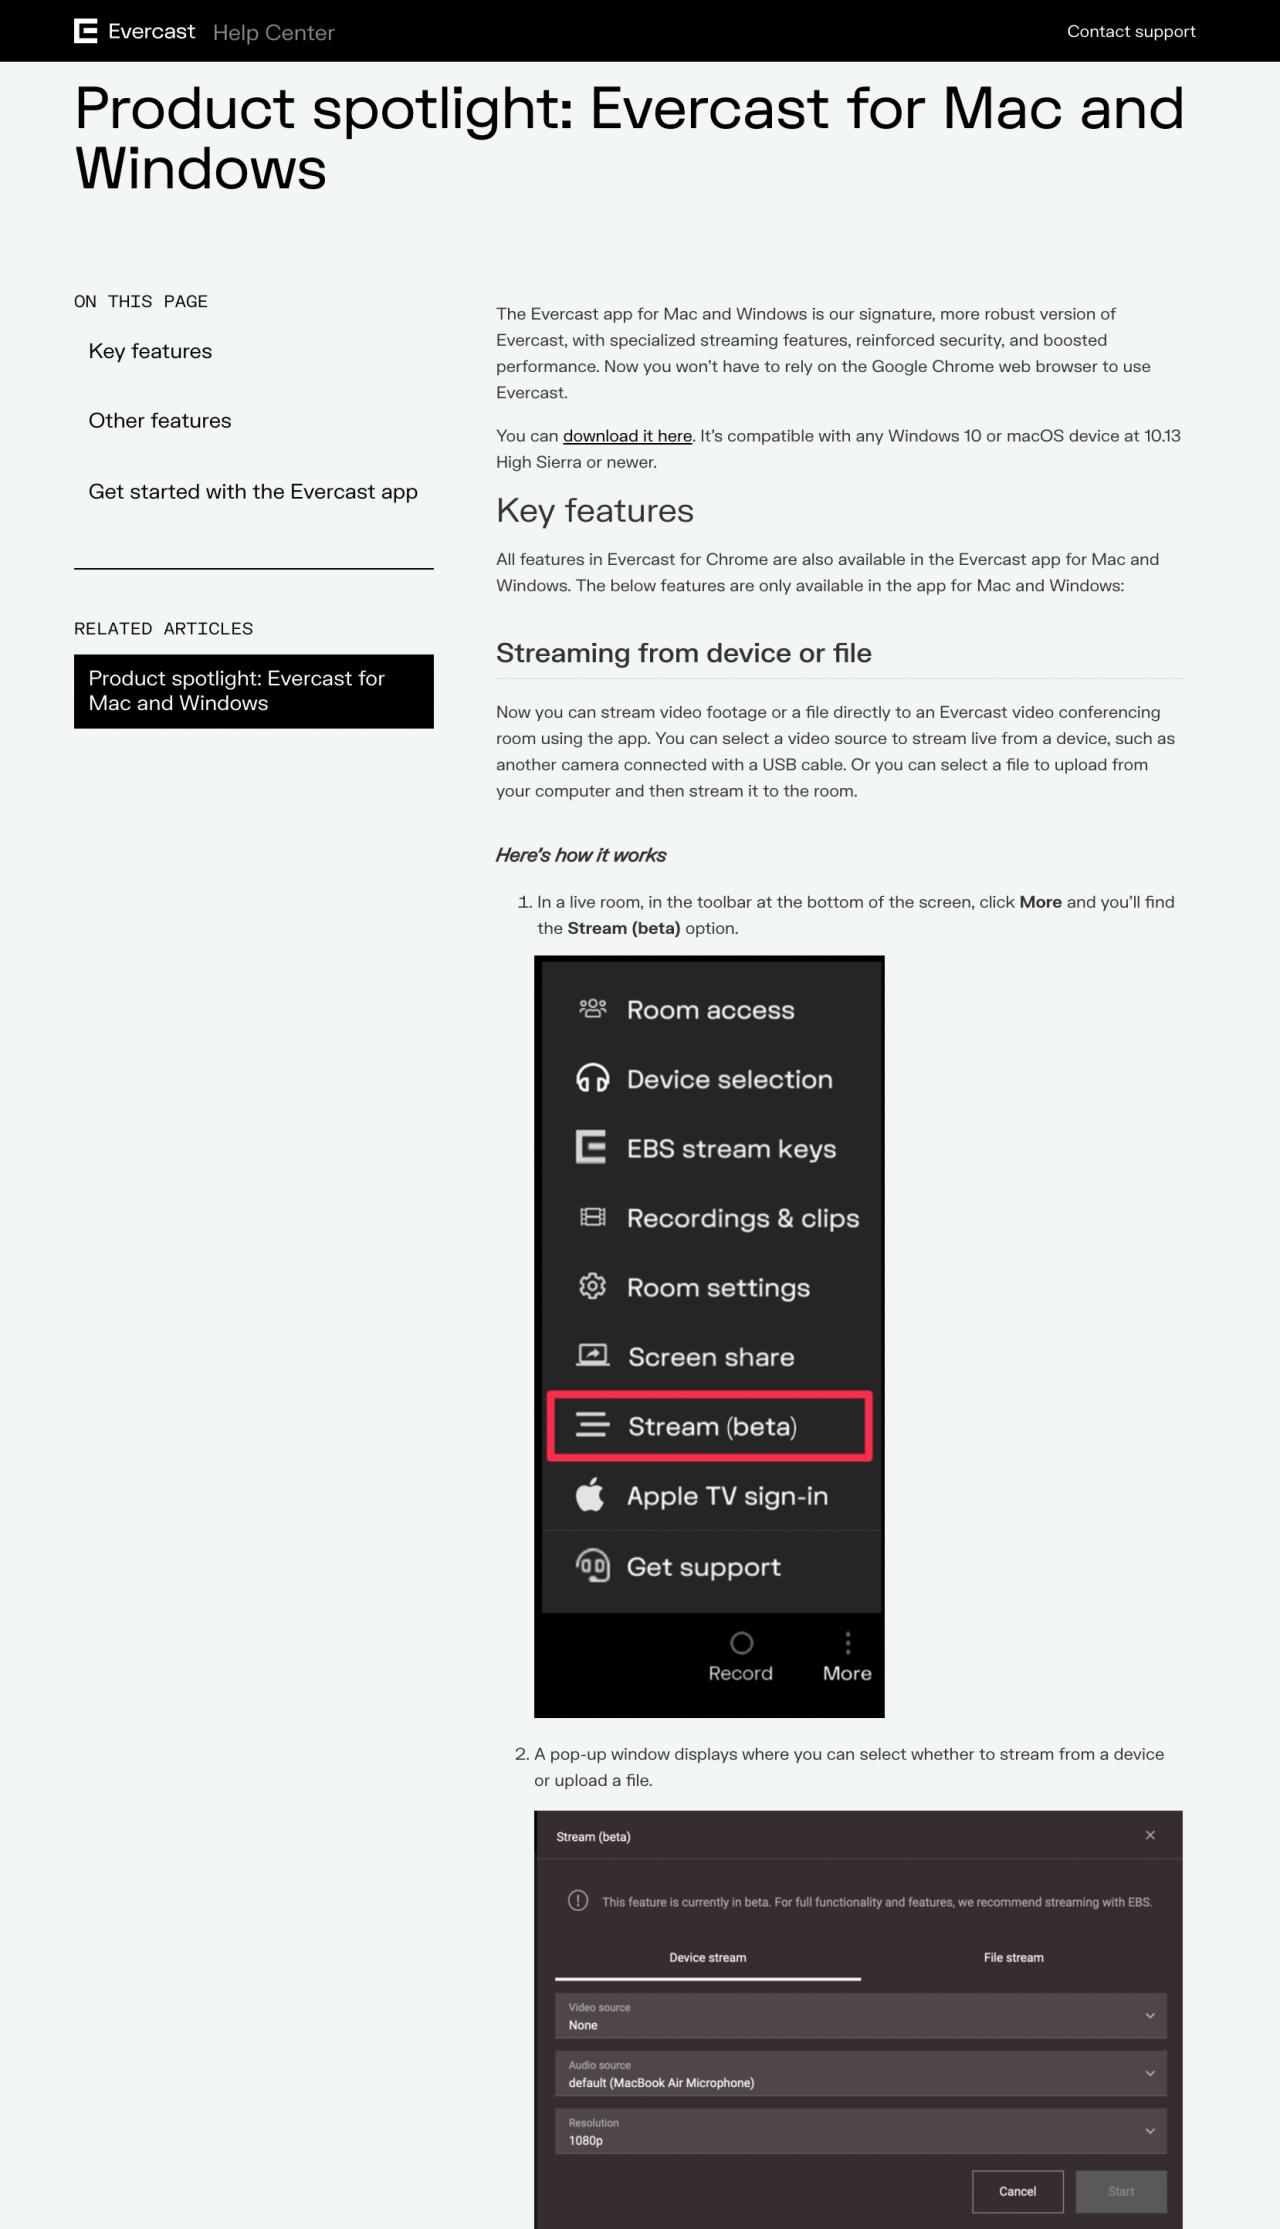 Evercast Help Center
Contact support
Product spotlight: Evercast for Mac and
Windows
ON THIS PAGE
Key features
Other features
Get started with the Evercast app
RELATED ARTICLES
Product spotlight: Evercast for
Mac and Windows
The Evercast app for Mac and Windows is our signature, more robust version of
Evercast, with specialized streaming features, reinforced security, and boosted
performance. Now you won’t have to rely on the Google Chrome web browser to use
Evercast.
You can download it here. It’s compatible with any Windows 10 or macOS device at 10.13
High Sierra or newer.
Key features
All features in Evercast for Chrome are also available in the Evercast app for Mac and
Windows. The below features are only available in the app for Mac and Windows:
Streaming from device or file
Now you can stream video footage or a file directly to an Evercast video conferencing
room using the app. You can select a video source to stream live from a device, such as
another camera connected with a USB cable. Or you can select a file to upload from
your computer and then stream it to the room.
Here’s how it works
1. In a live room, in the toolbar at the bottom of the screen, click More and you’ll find
the Stream (beta) option.
Room access
Device selection
EBS stream keys
Recordings & clips
Room settings
Screen share
Stream (beta)
Apple TV sign-in
Get support
Record
More
2. A pop-up window displays where you can select whether to stream from a device
or upload a file.
Stream (beta)
This feature is currently in beta. For full functionality and features, we recommend streaming with EBS.
Device stream
File stream
Video source
None
Audio source
default (MacBook Air Microphone)
Resolution
1080p
Cancel
Start